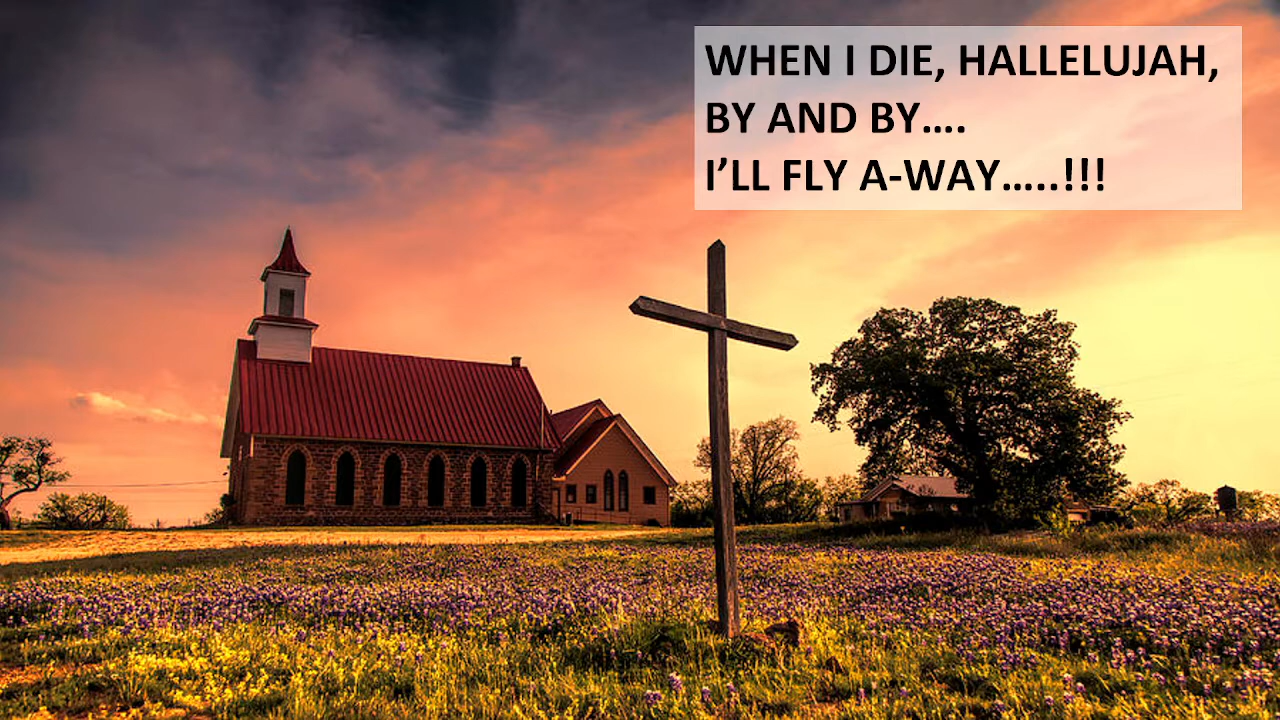 WHEN I DIE, HALLELUJAH,
BY AND BY….
I’LL FLY A-WAY…..!!!